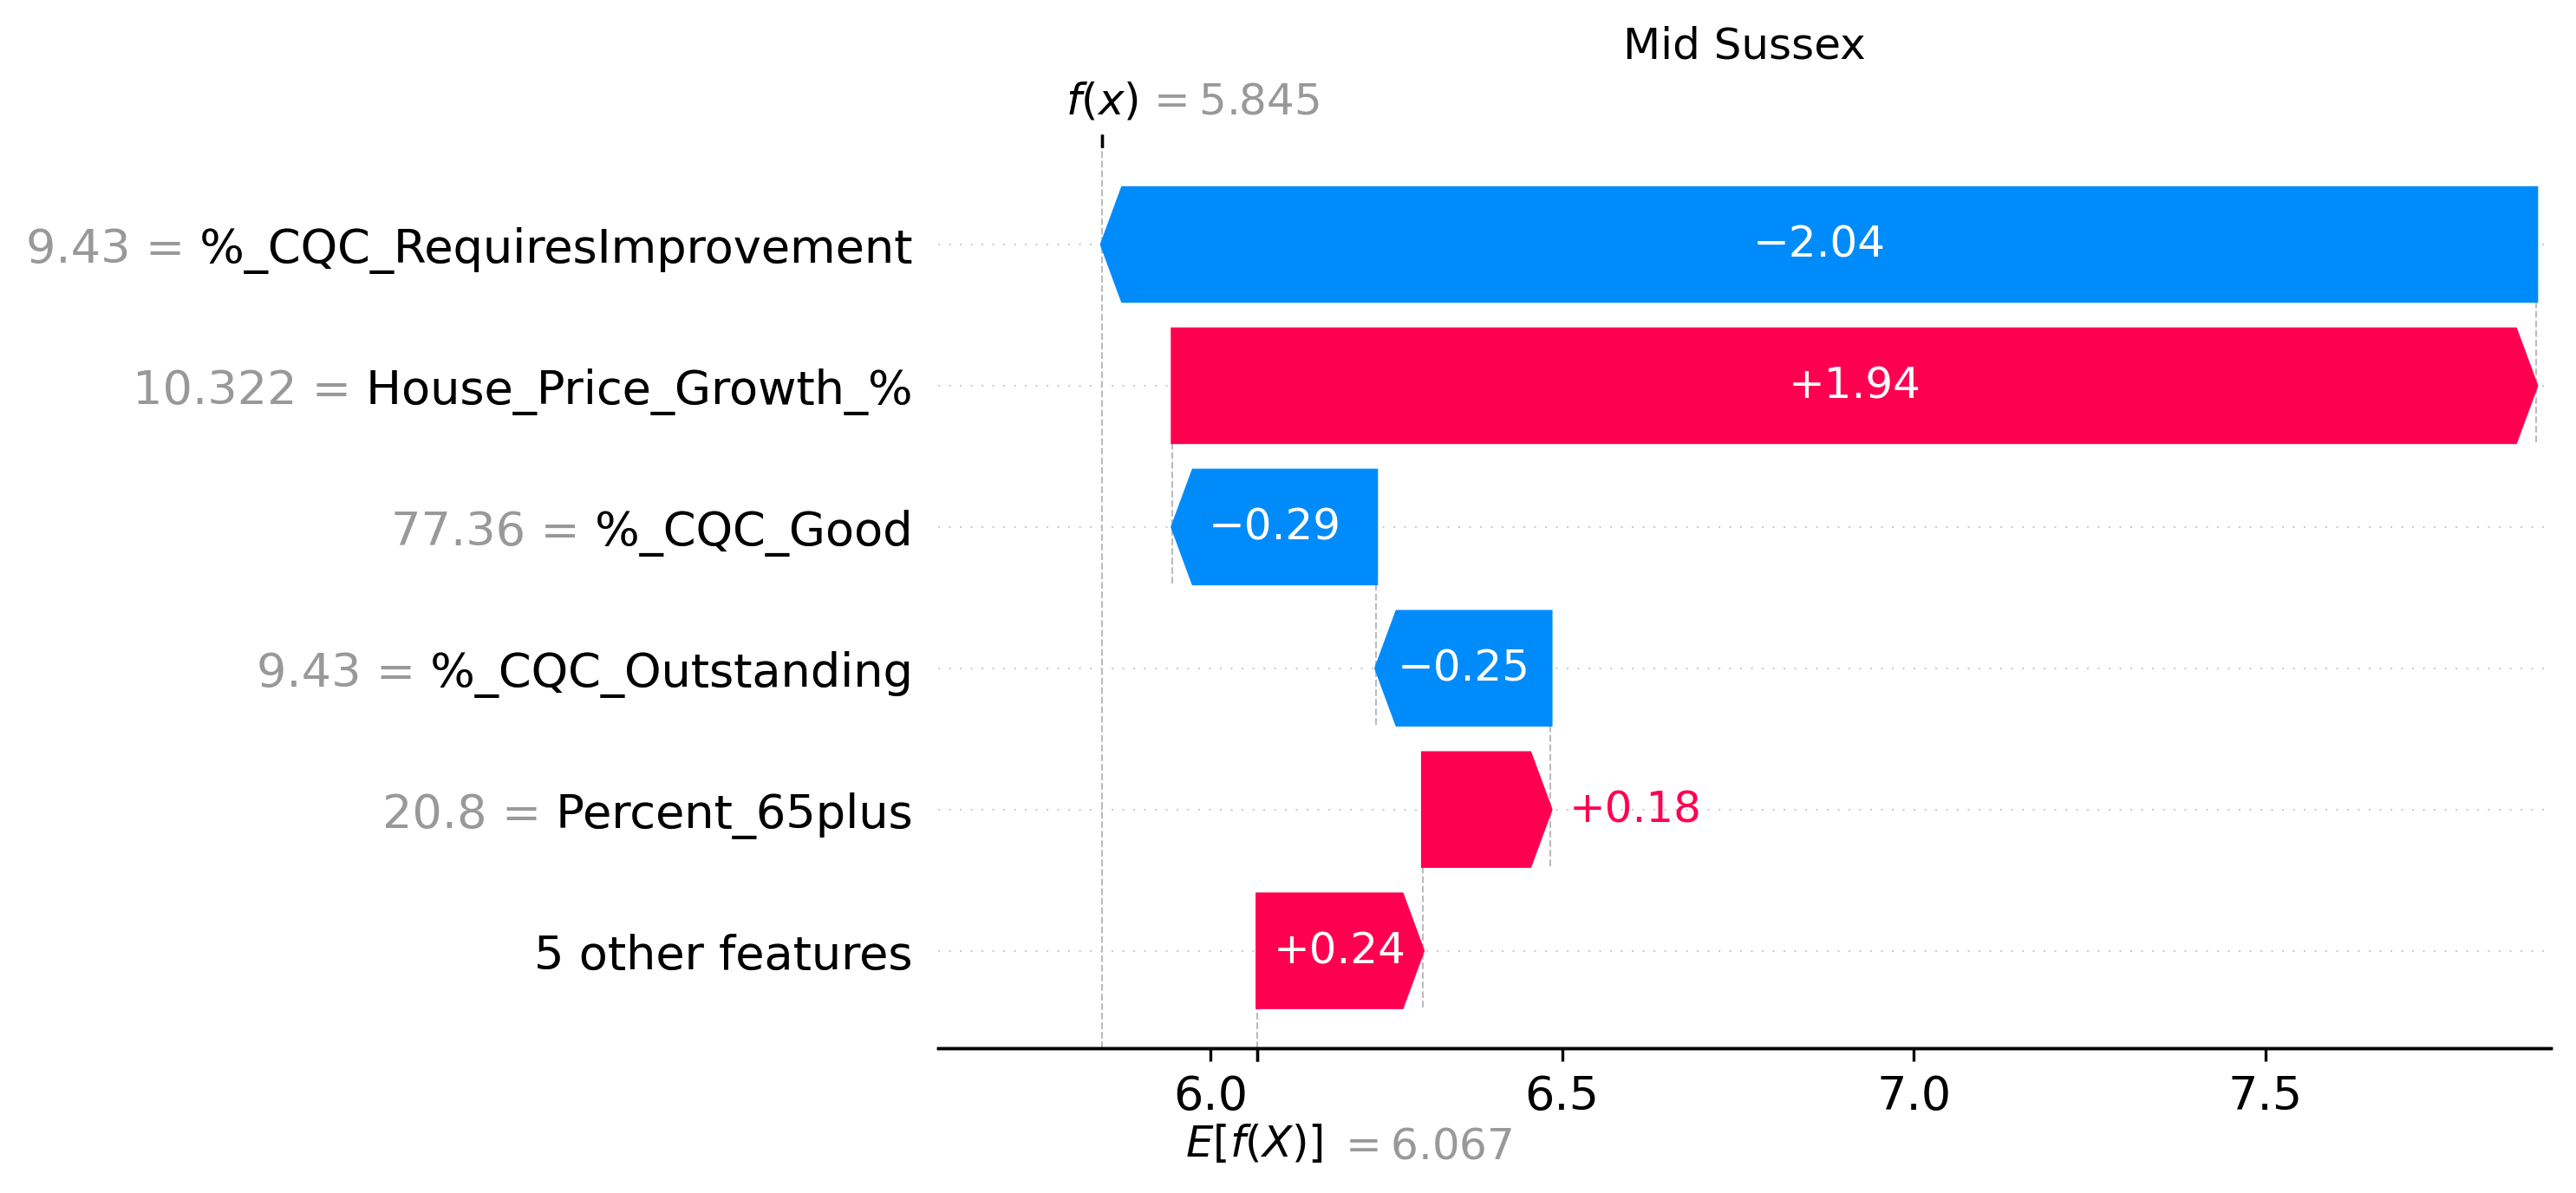 Mid Sussex
f(x) = 5.845
9.43 = %_CQC_RequiresImprovement
−2.04
10.322 = House_Price_Growth_%
+1.94
77.36 = %_CQC_Good
−0.29
9.43 = %_CQC_Outstanding
−0.25
20.8 = Percent_65plus
+0.18
5 other features
+0.24
6.0 6.5 7.0 7.5
E[f(X)] = 6.067